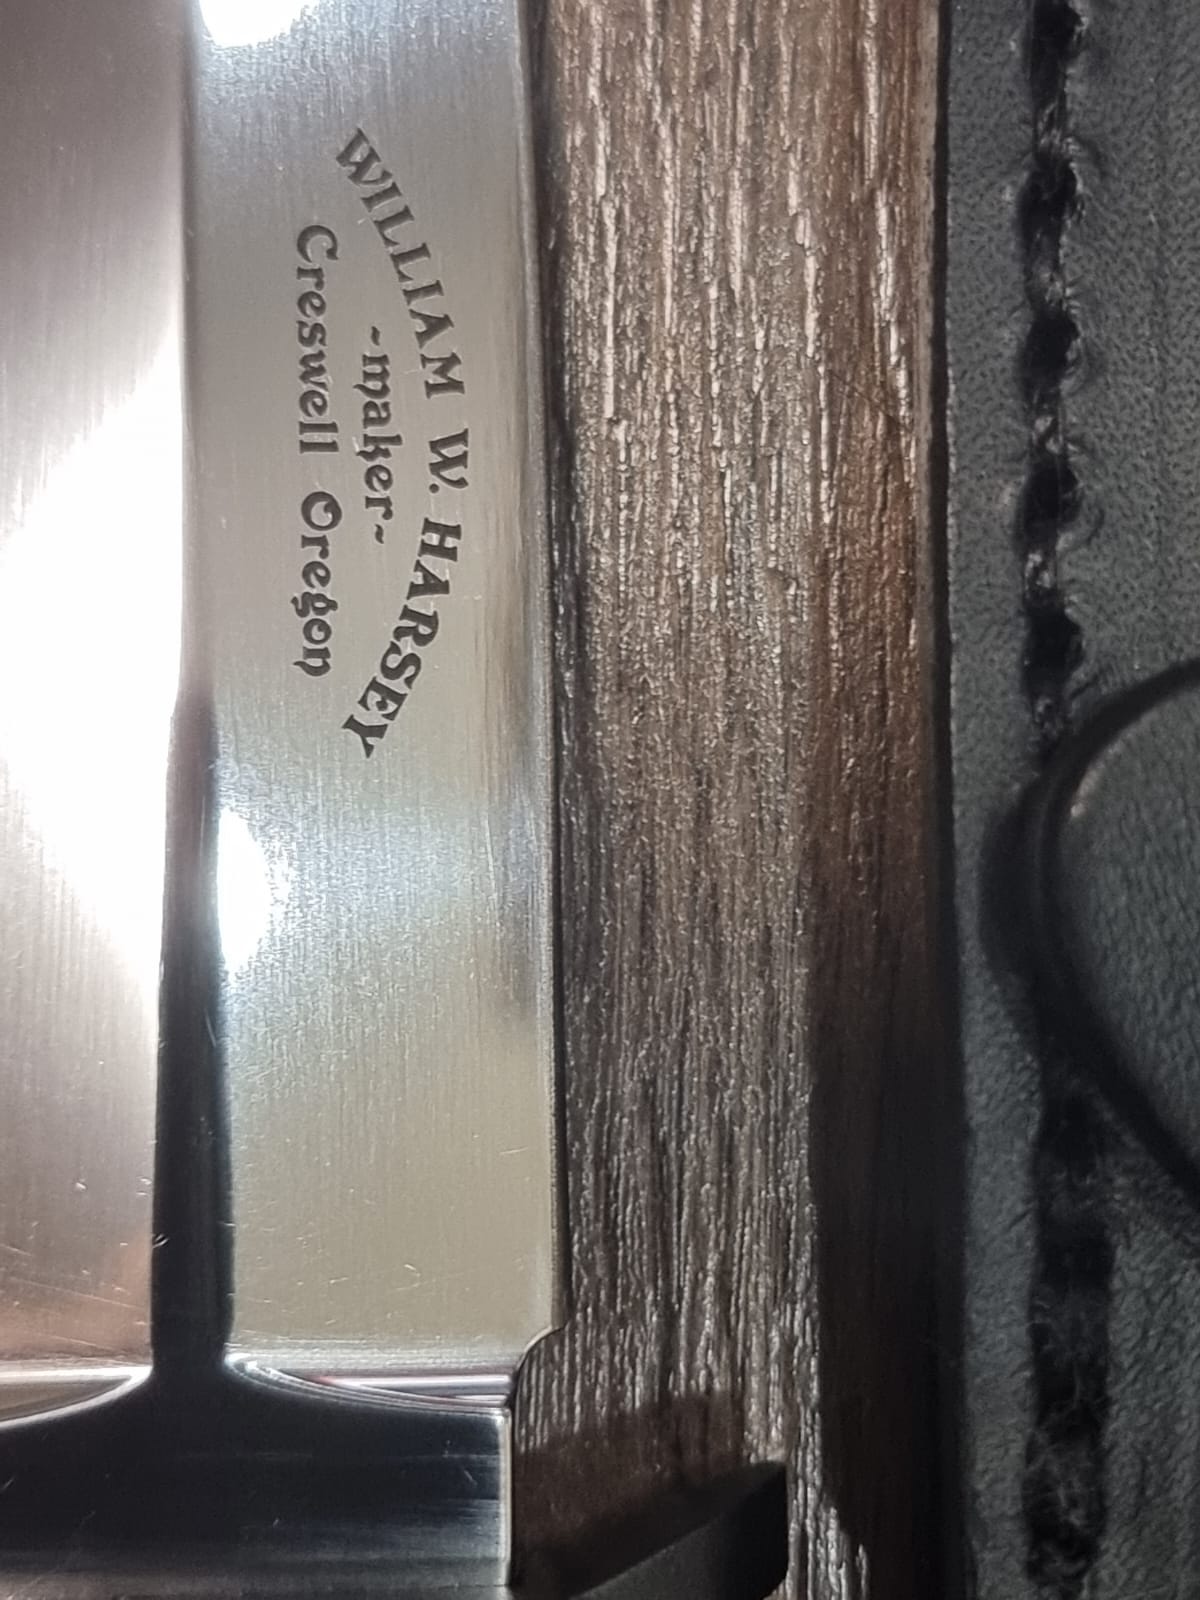 WILLIAM W. HARSEY
~maker~
Creswell Oregon